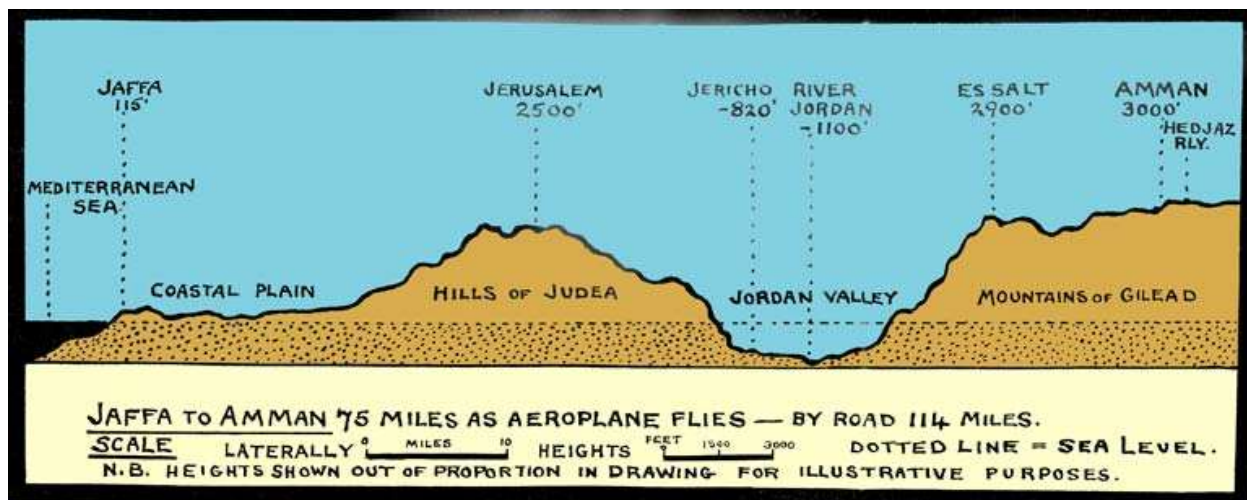 JAFFA
115'
JERUSALEM
2500'
JERICHO
-820'
RIVER
JORDAN
-1100'
ES SALT
2900'
AMMAN
3000'
HEDJAZ
RLY.
MEDITERRANEAN
SEA
COASTAL PLAIN
HILLS OF JUDEA
JORDAN VALLEY
MOUNTAINS OF GILEAD
JAFFA TO AMMAN 75 MILES AS AEROPLANE FLIES — BY ROAD 114 MILES.
SCALE LATERALLY 0 MILES 10 HEIGHTS FEET 0 1500 3000 DOTTED LINE = SEA LEVEL.
N.B. HEIGHTS SHOWN OUT OF PROPORTION IN DRAWING FOR ILLUSTRATIVE PURPOSES.